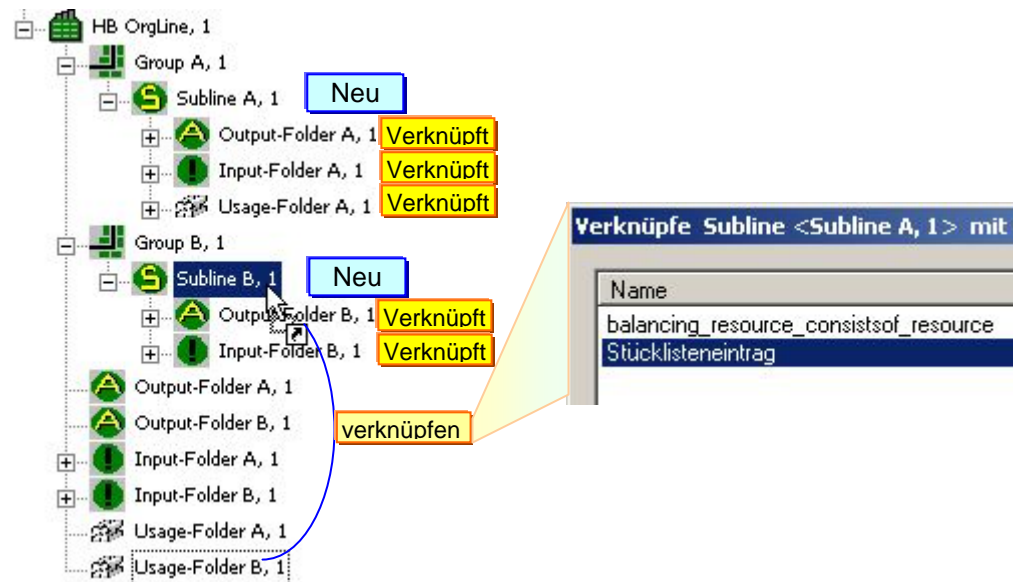 HB OrgLine, 1
Group A, 1
Subline A, 1 Neu
Output-Folder A, 1 Verknüpft
Input-Folder A, 1 Verknüpft
Usage-Folder A, 1 Verknüpft
Group B, 1
Subline B, 1 Neu
Output-Folder B, 1 Verknüpft
Input-Folder B, 1 Verknüpft
Output-Folder A, 1
Output-Folder B, 1
verknüpfen
Input-Folder A, 1
Input-Folder B, 1
Usage-Folder A, 1
Usage-Folder B, 1
Verknüpfe Subline <Subline A, 1> mit
Name
balancing_resource_consistsof_resource
Stücklisteneintrag